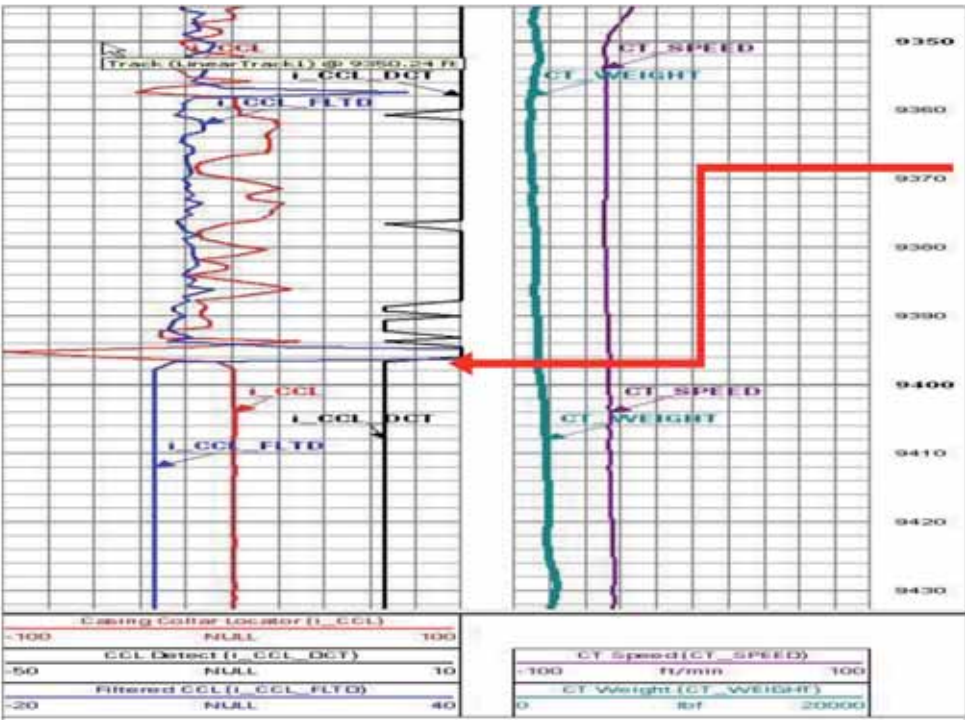 i_CCL
Track (LinearTrack1) @ 9350.24 ft
i_CCL_DCT
i_CCL_FLTD
CT_SPEED
CT_WEIGHT
9350
9360
9370
9380
9390
9400
9410
9420
9430
i_CCL
i_CCL_DCT
i_CCL_FLTD
CT_SPEED
CT_WEIGHT
Casing Collar Locator (i_CCL)
-100 NULL 100
CCL Detect (i_CCL_DCT)
-50 NULL 10
Filtered CCL (i_CCL_FLTD)
-20 NULL 40
CT Speed (CT_SPEED)
-100 ft/min 100
CT Weight (CT_WEIGHT)
0 lbf 20000